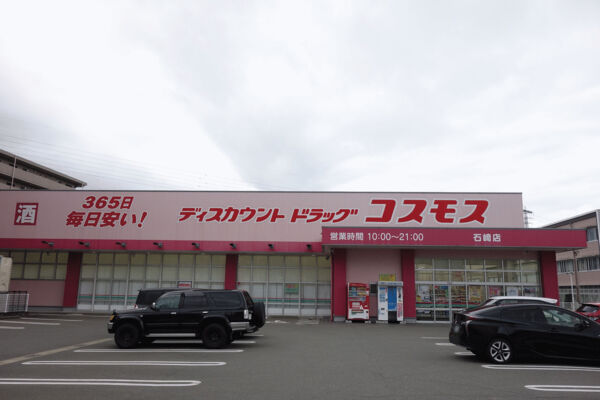 酒
365日
毎日安い!
ディスカウント ドラッグ コスモス
営業時間 10:00～21:00 石崎店